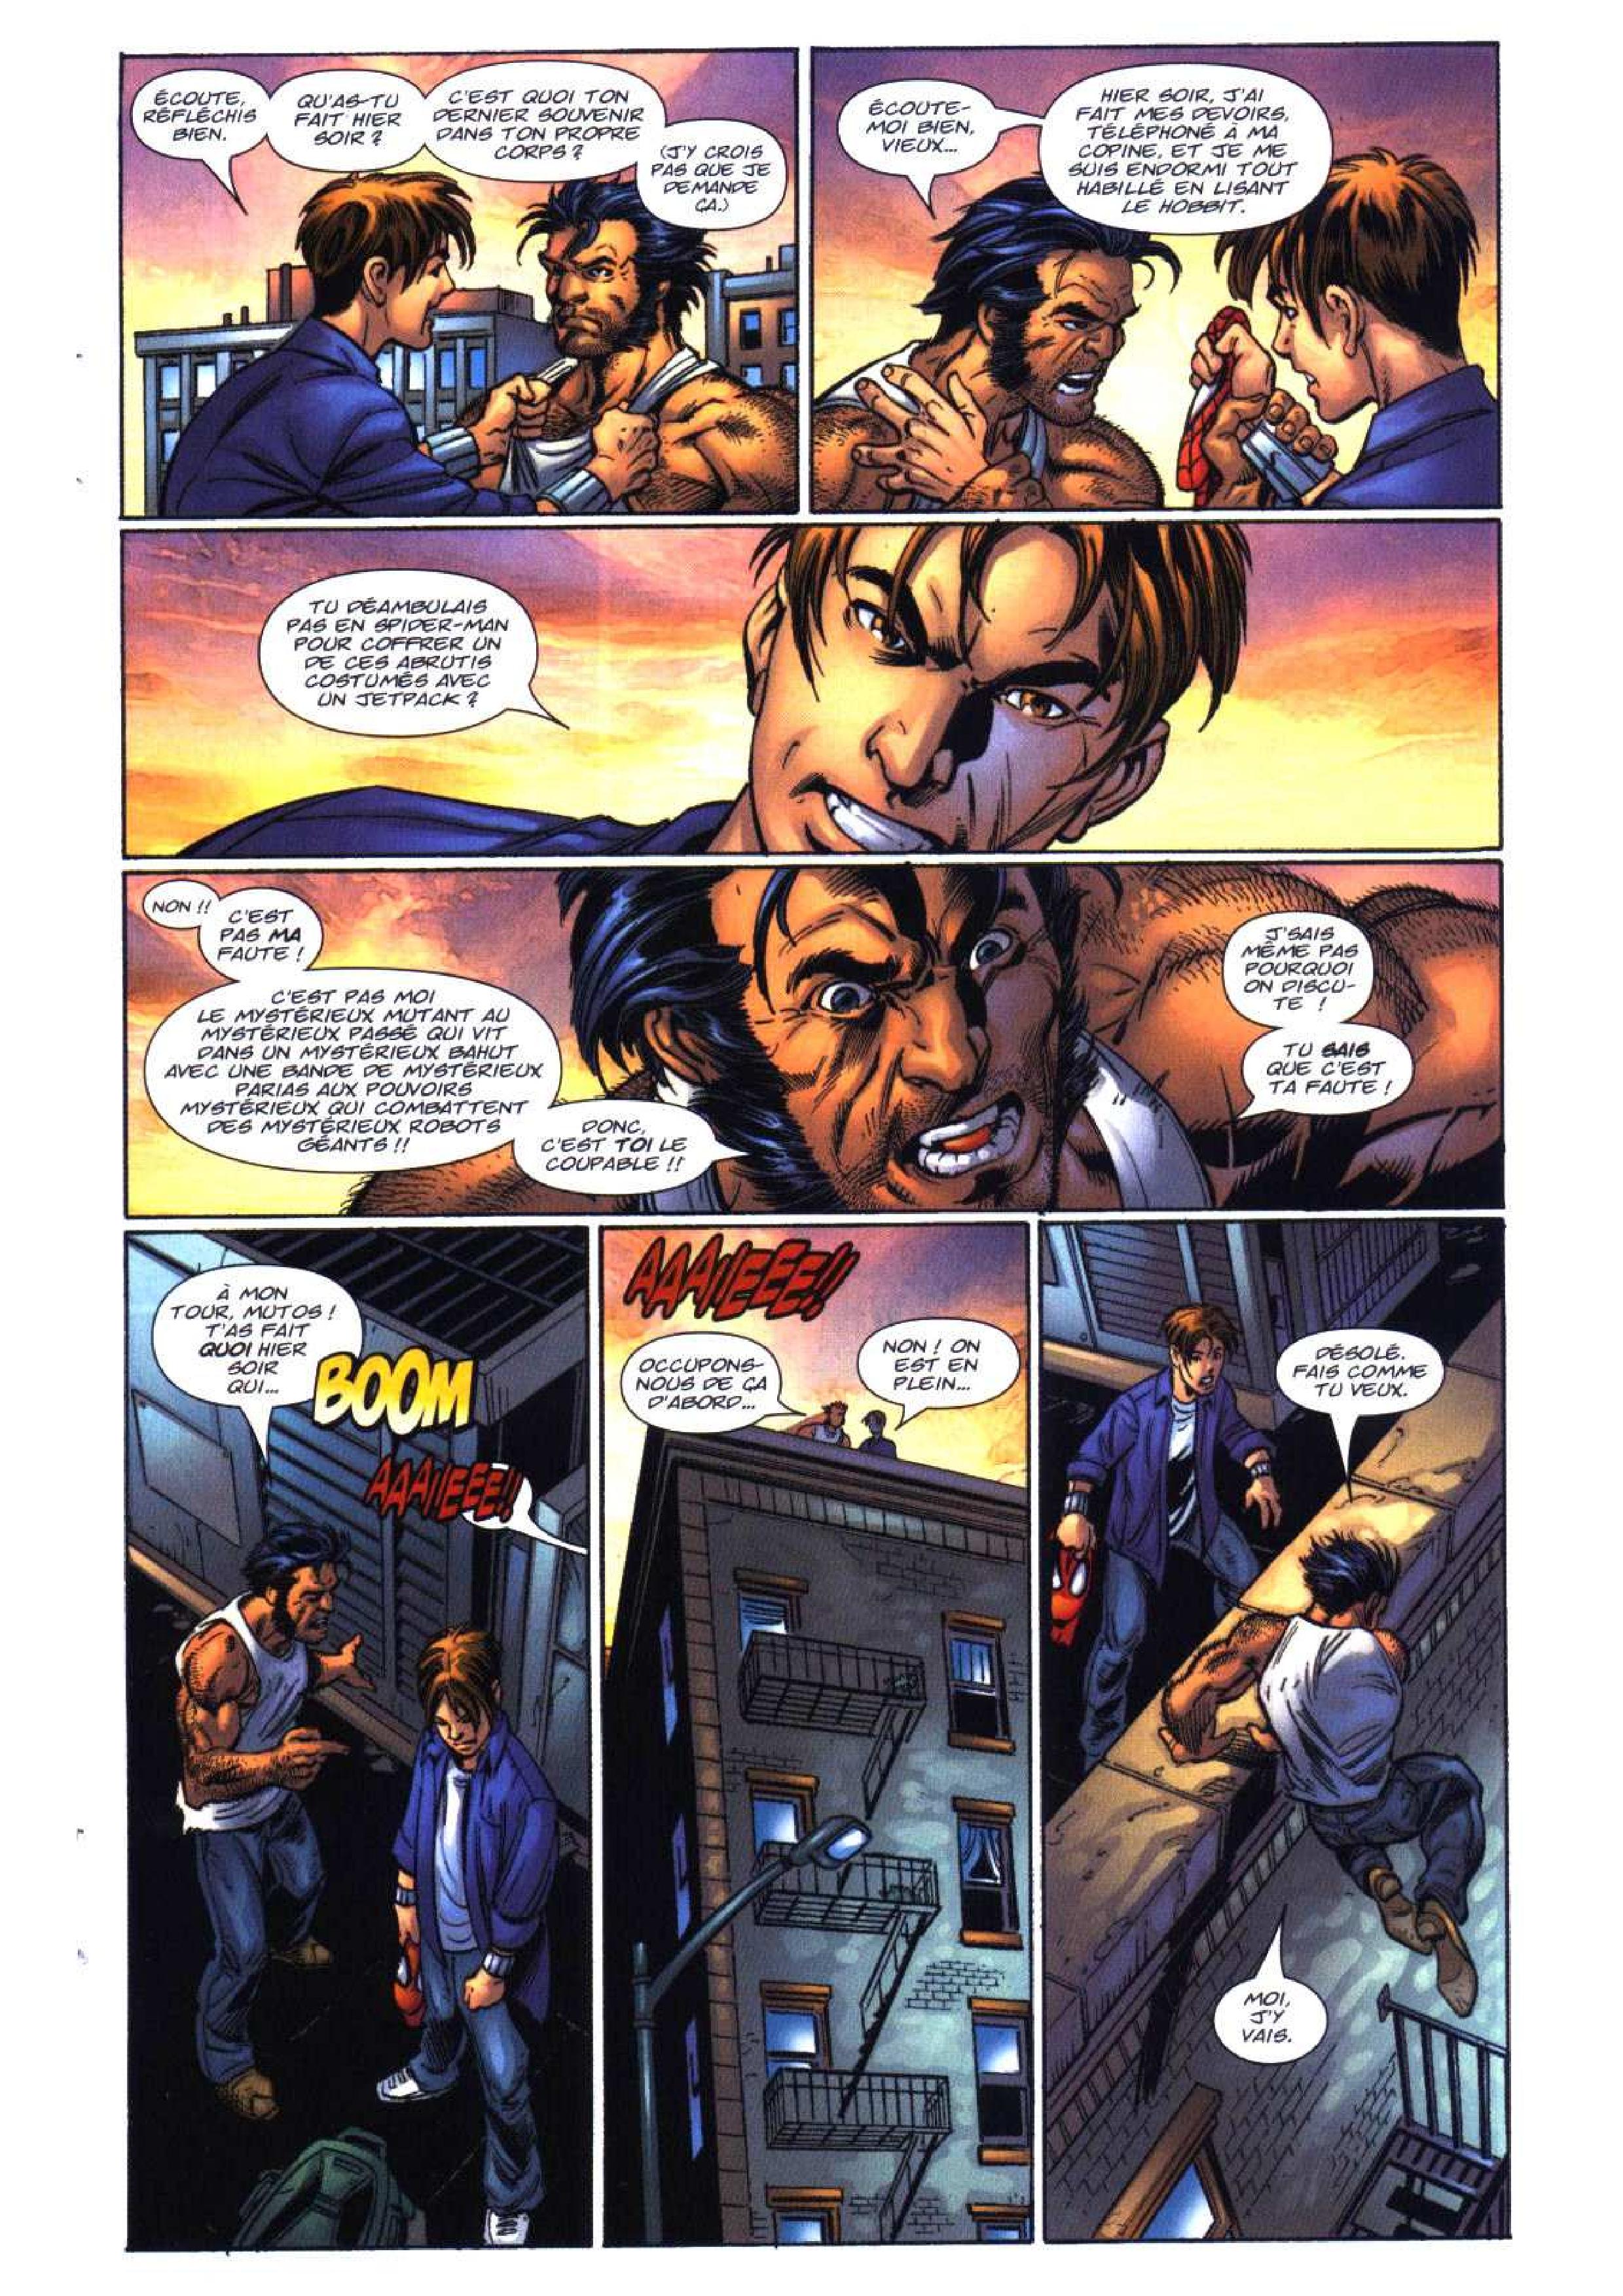 ÉCOUTE,
RÉFLÉCHIS
BIEN.
QU'AS-TU
FAIT HIER
SOIR ?
C'EST QUOI TON
DERNIER SOUVENIR
DANS TON PROPRE
CORPS ?
(J'Y CROIS
PAS QUE JE
DEMANDE
ÇA.)
ÉCOUTE-
MOI BIEN,
VIEUX...
HIER SOIR, J'AI
FAIT MES DEVOIRS,
TÉLÉPHONÉ À MA
COPINE, ET JE ME
SUIS ENDORMI TOUT
HABILLÉ EN LISANT
LE HOBBIT.
TU DÉAMBULAIS
PAS EN SPIDER-MAN
POUR COFFRER UN
DE CES ABRUTIS
COSTUMÉS AVEC
UN JETPACK ?
NON !!
C'EST
PAS MA
FAUTE !
C'EST PAS MOI
LE MYSTÉRIEUX MUTANT AU
MYSTÉRIEUX PASSÉ QUI VIT
DANS UN MYSTÉRIEUX BAHUT
AVEC UNE BANDE DE MYSTÉRIEUX
PARIAS AUX POUVOIRS
MYSTÉRIEUX QUI COMBATTENT
DES MYSTÉRIEUX ROBOTS
GÉANTS !!
DONC,
C'EST TOI LE
COUPABLE !!
J'SAIS
MÊME PAS
POURQUOI
ON DISCU-
TE !
TU SAIS
QUE C'EST
TA FAUTE !
À MON
TOUR, MUTOS !
T'AS FAIT
QUOI HIER
SOIR
QUI...
BOOM
AAAIIEEE!!
AAAIIEEE!!
OCCUPONS-
NOUS DE ÇA
D'ABORD...
NON ! ON
EST EN
PLEIN...
DÉSOLÉ.
FAIS COMME
TU VEUX.
MOI,
J'Y
VAIS.